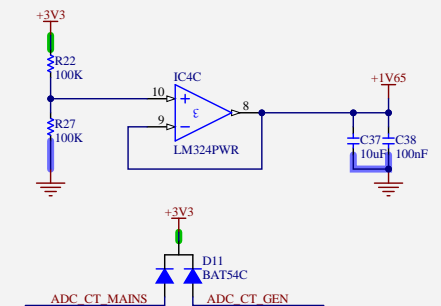 +3V3
R22
100K
IC4C
10
8
9
LM324PWR
+1V65
R27
100K
C37
10uF
C38
100nF
+3V3
D11
BAT54C
ADC_CT_MAINS
ADC_CT_GEN